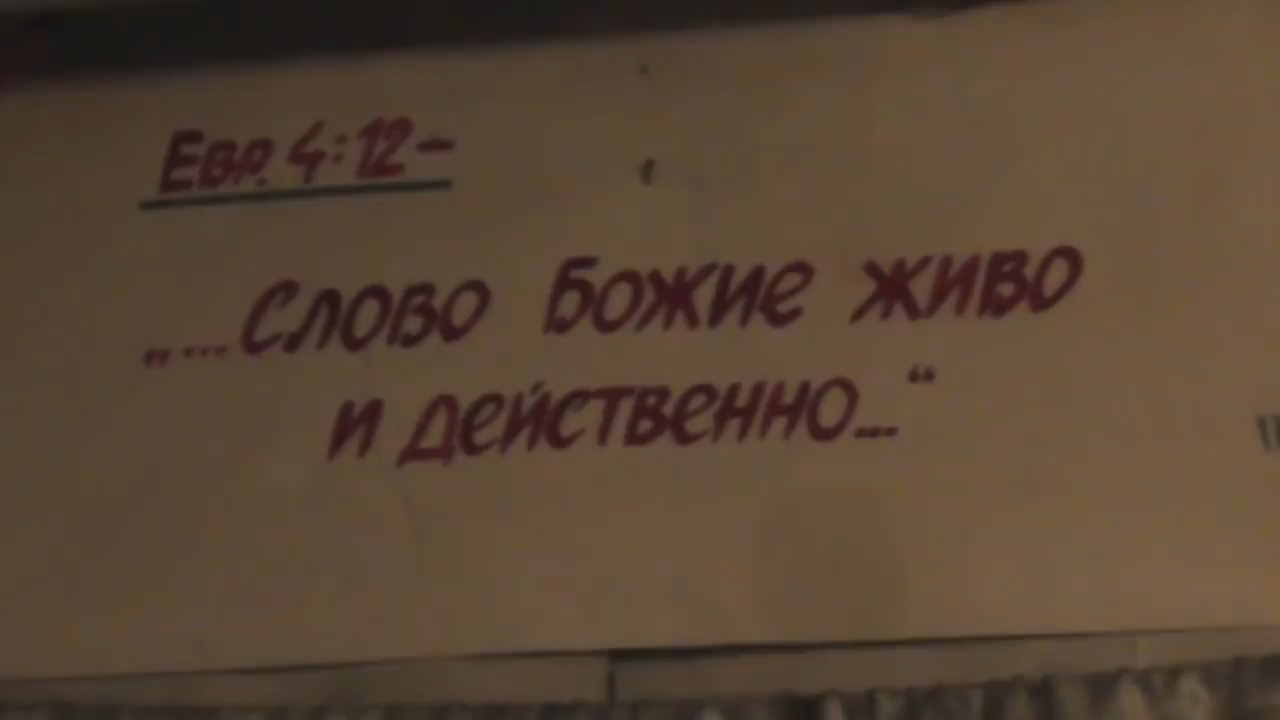 Евр. 4:12-
„...Слово Божие живо
и действенно..."